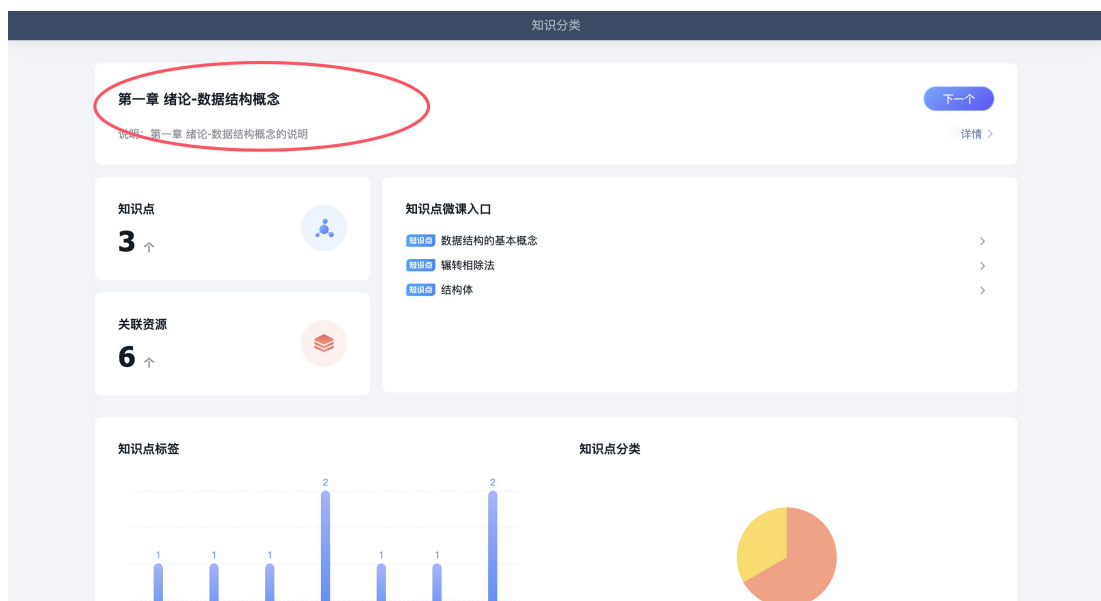 知识分类
第一章 绪论-数据结构概念
下一个
说明：第一章 绪论-数据结构概念的说明
详情
知识点
3 个
知识点微课入口
知识点 数据结构的基本概念
知识点 辗转相除法
知识点 结构体
关联资源
6 个
知识点标签
知识点分类
2
2
1
1
1
1
1